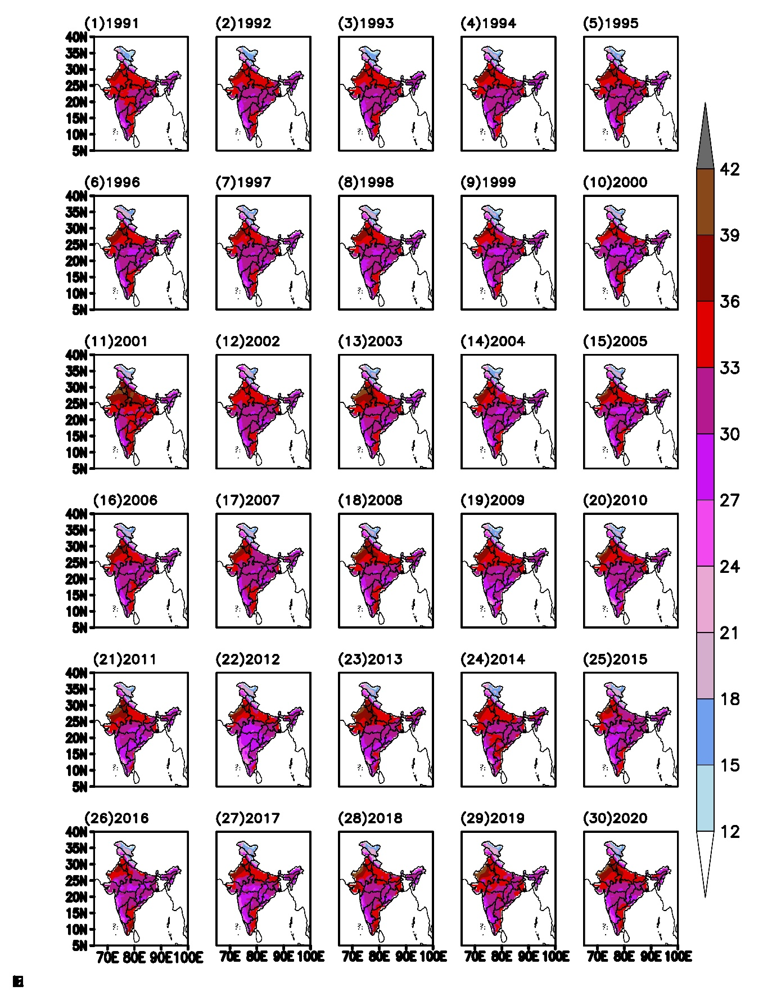 (1)1991 (2)1992 (3)1993 (4)1994 (5)1995
40N
35N
30N
25N
20N
15N
10N
5N
(6)1996 (7)1997 (8)1998 (9)1999 (10)2000
40N
35N
30N
25N
20N
15N
10N
5N
(11)2001 (12)2002 (13)2003 (14)2004 (15)2005
40N
35N
30N
25N
20N
15N
10N
5N
(16)2006 (17)2007 (18)2008 (19)2009 (20)2010
40N
35N
30N
25N
20N
15N
10N
5N
(21)2011 (22)2012 (23)2013 (24)2014 (25)2015
40N
35N
30N
25N
20N
15N
10N
5N
(26)2016 (27)2017 (28)2018 (29)2019 (30)2020
40N
35N
30N
25N
20N
15N
10N
5N
70E 80E 90E 100E 70E 80E 90E 100E 70E 80E 90E 100E 70E 80E 90E 100E 70E 80E 90E 100E
42
39
36
33
30
27
24
21
18
15
12